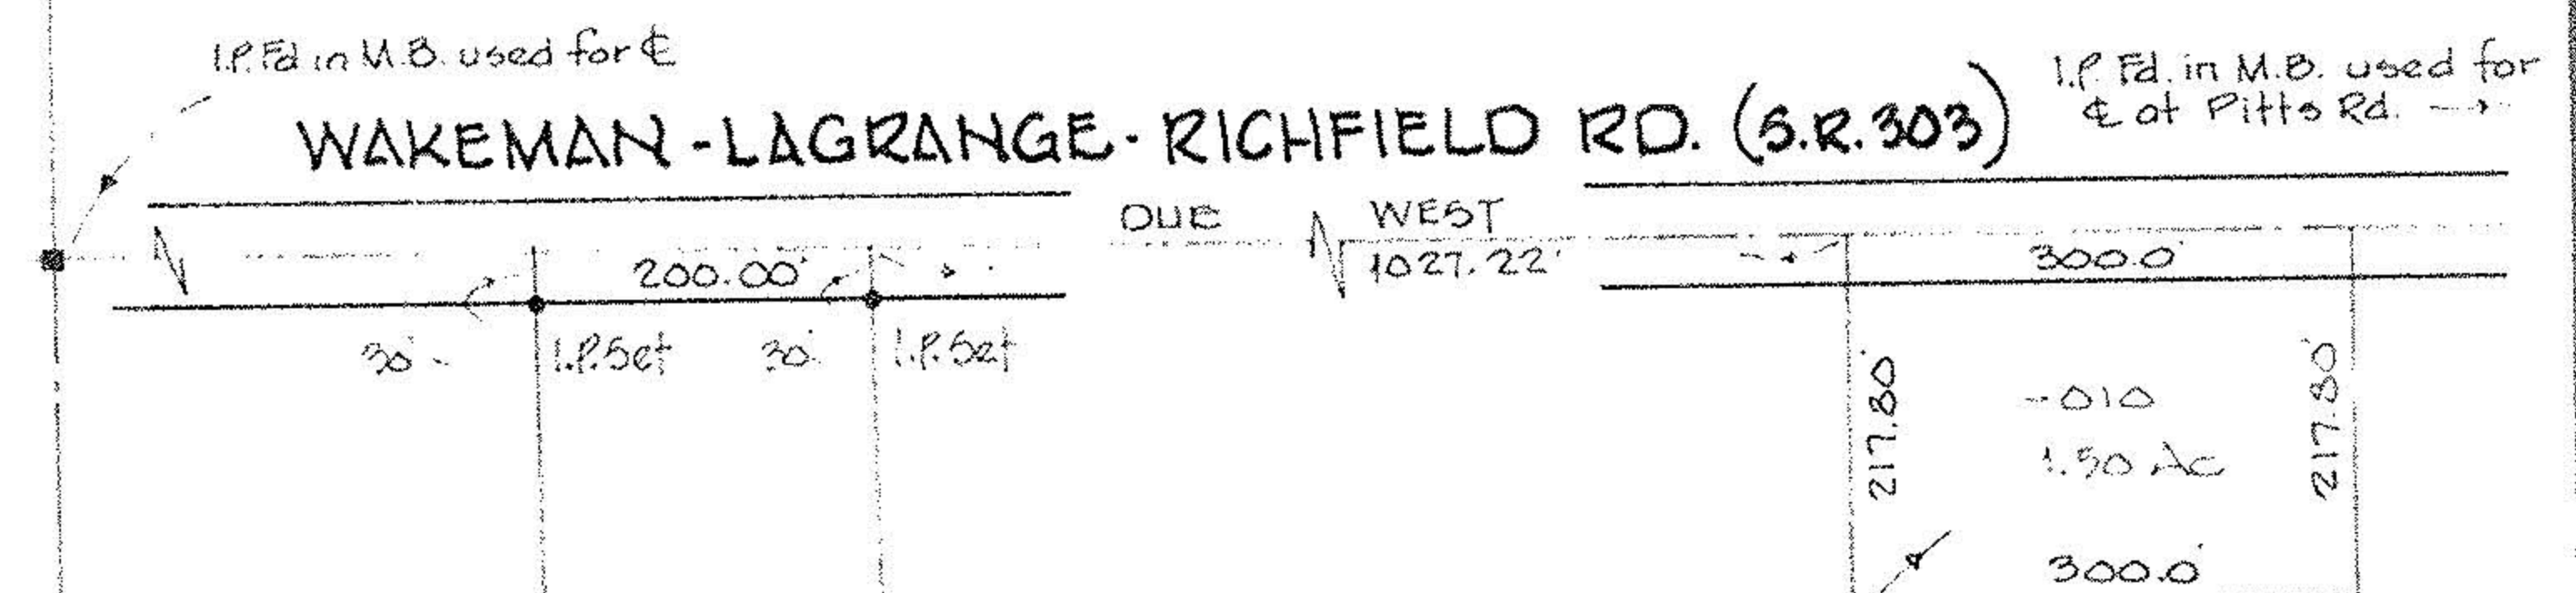 I.P. Fd in M.B. used for ℄
I.P. Fd. in M.B. used for
℄ at Pitts Rd.
WAKEMAN - LAGRANGE - RICHFIELD RD. (S.R. 303)
DUE WEST
200.00'
1027.22'
300.0'
30'
I.P. Set
30'
I.P. Set
217.80'
-010
1.50 Ac
217.80'
300.0'